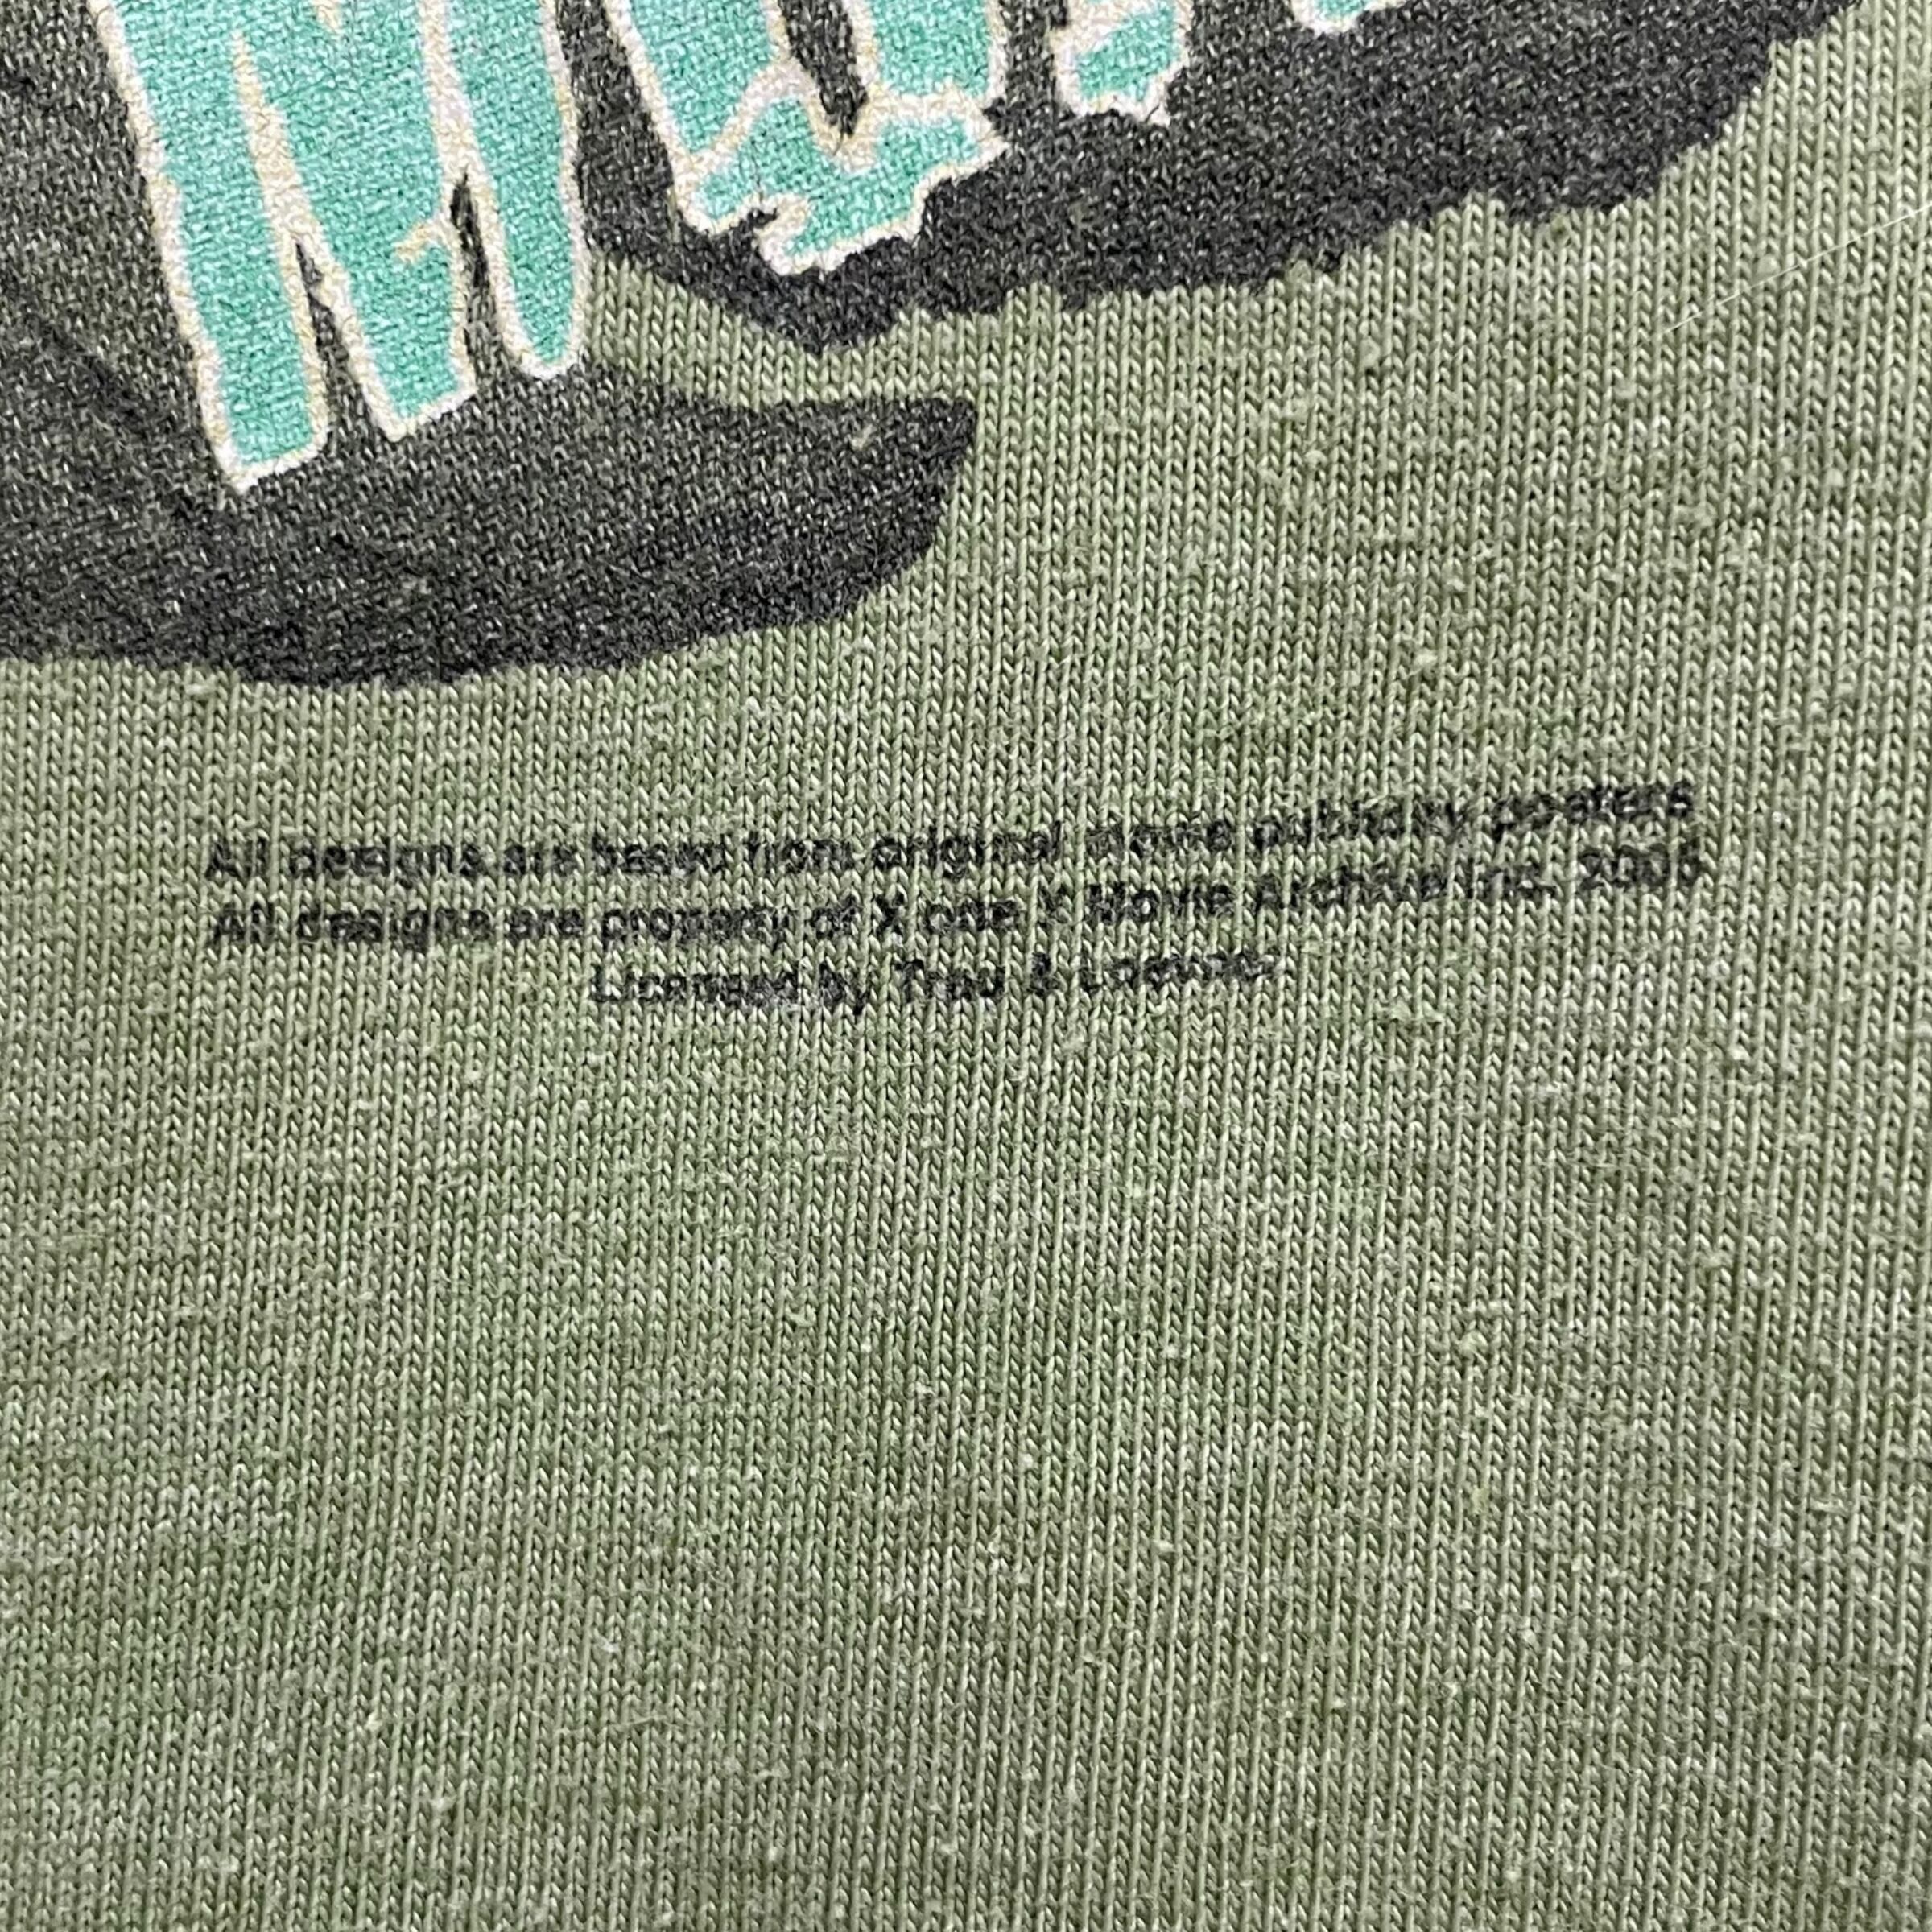 All designs are based from original movie publicity posters
All designs are property of X one X Movie Archive Inc. 2005
Licensed by Trau &